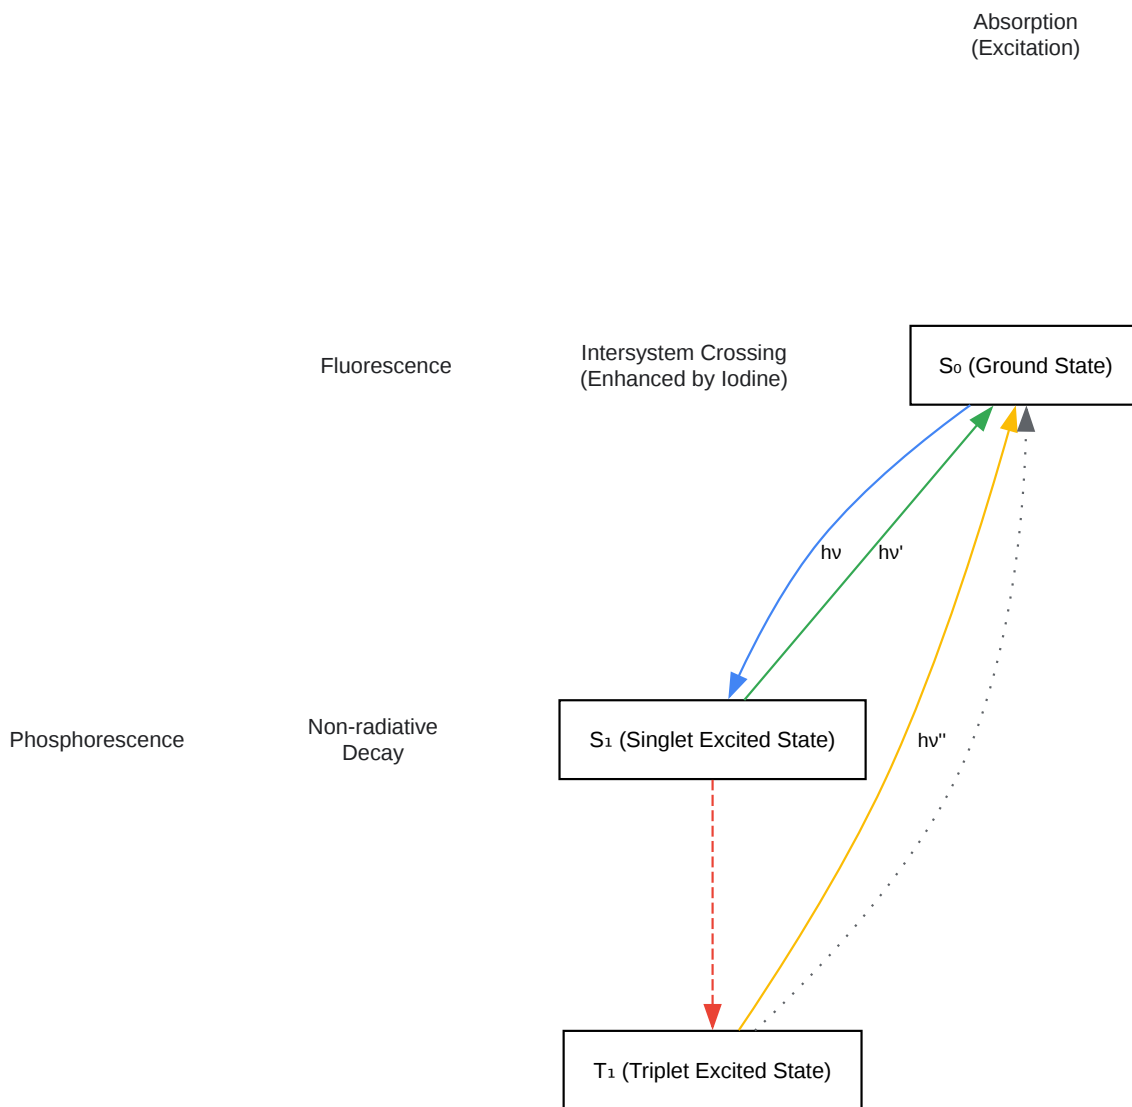 Absorption
(Excitation)
Fluorescence
Intersystem Crossing
(Enhanced by Iodine)
S₀ (Ground State)
hν
hν'
Phosphorescence
Non-radiative
Decay
S₁ (Singlet Excited State)
hν''
T₁ (Triplet Excited State)